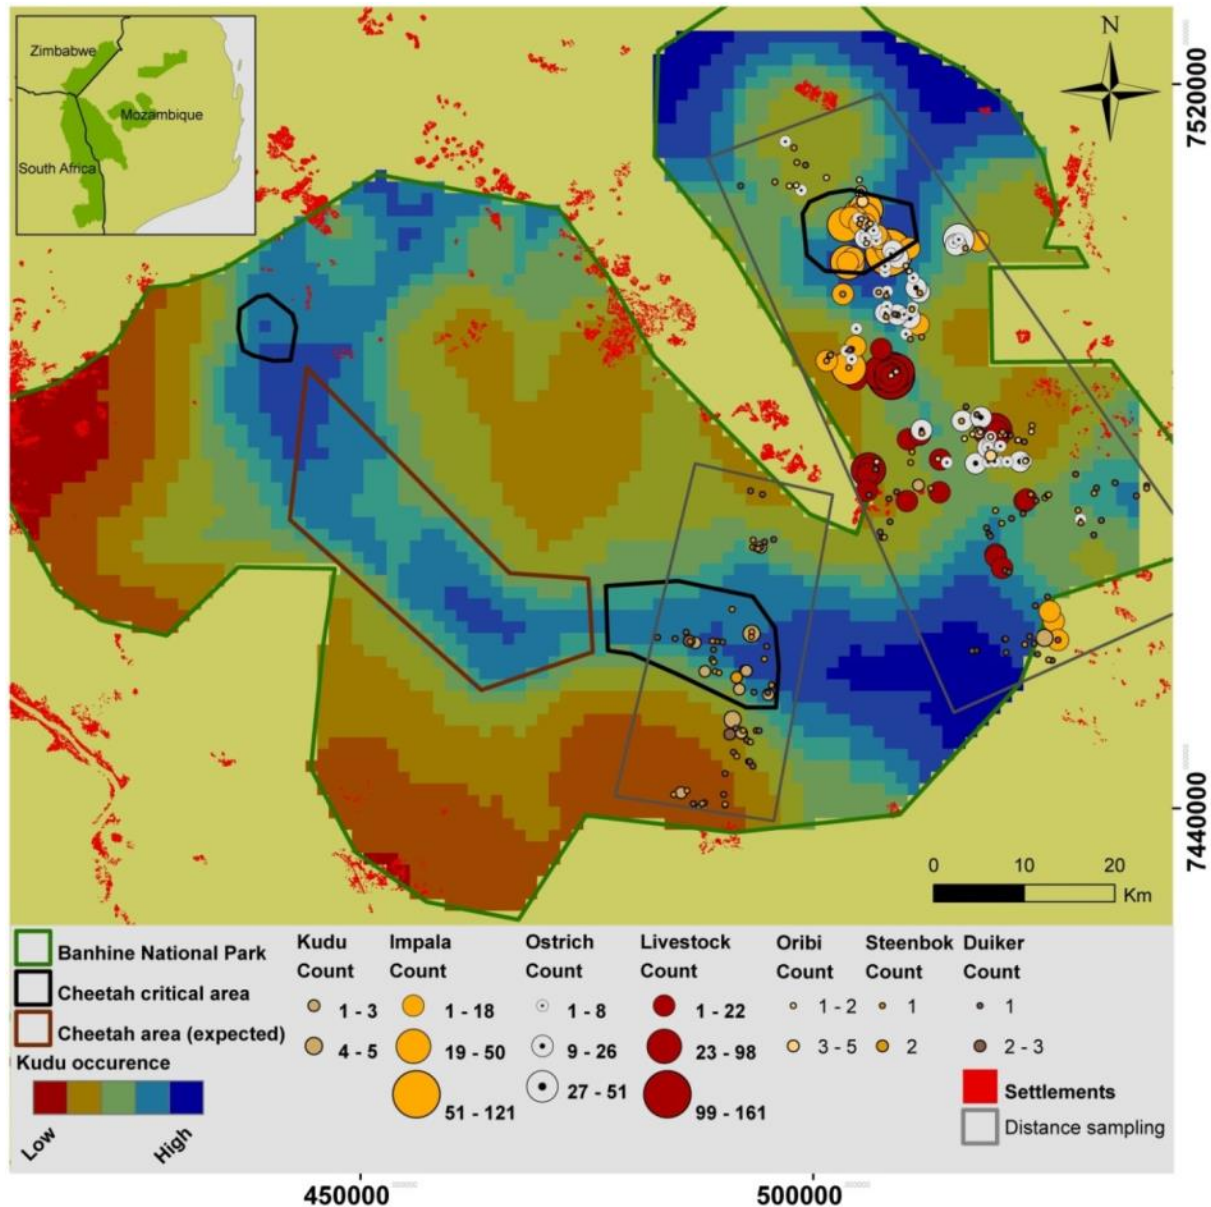 Zimbabwe
Mozambique
South Africa
N
7520000
7440000
0 10 20
Km
Banhine National Park
Cheetah critical area
Cheetah area (expected)
Kudu occurence
Low
High
Kudu
Count
1 - 3
4 - 5
Impala
Count
1 - 18
19 - 50
51 - 121
Ostrich
Count
1 - 8
9 - 26
27 - 51
Livestock
Count
1 - 22
23 - 98
99 - 161
Oribi
Count
1 - 2
3 - 5
Steenbok
Count
1
2
Duiker
Count
1
2 - 3
Settlements
Distance sampling
450000
500000